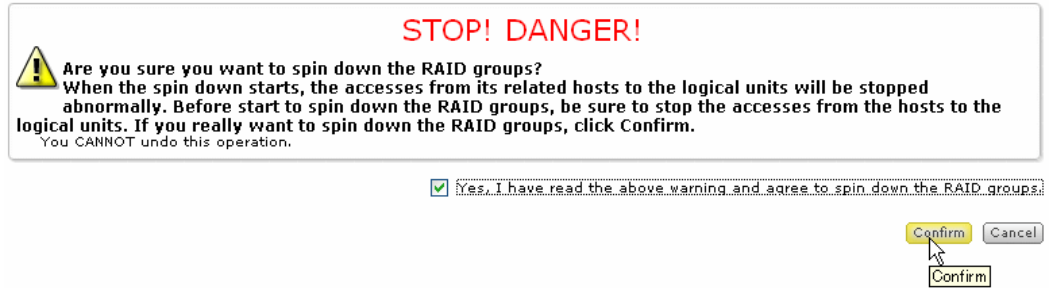 STOP! DANGER!
Are you sure you want to spin down the RAID groups?
When the spin down starts, the accesses from its related hosts to the logical units will be stopped
abnormally. Before start to spin down the RAID groups, be sure to stop the accesses from the hosts to the
logical units. If you really want to spin down the RAID groups, click Confirm.
You CANNOT undo this operation.
Yes, I have read the above warning and agree to spin down the RAID groups.
Confirm Cancel
Confirm